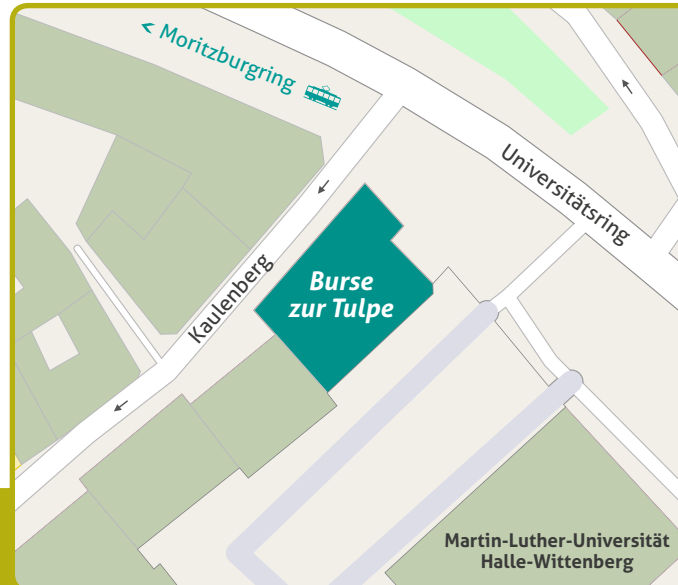 < Moritzburgring
Universitätsring
Kaulenberg
Burse
zur Tulpe
Martin-Luther-Universität
Halle-Wittenberg